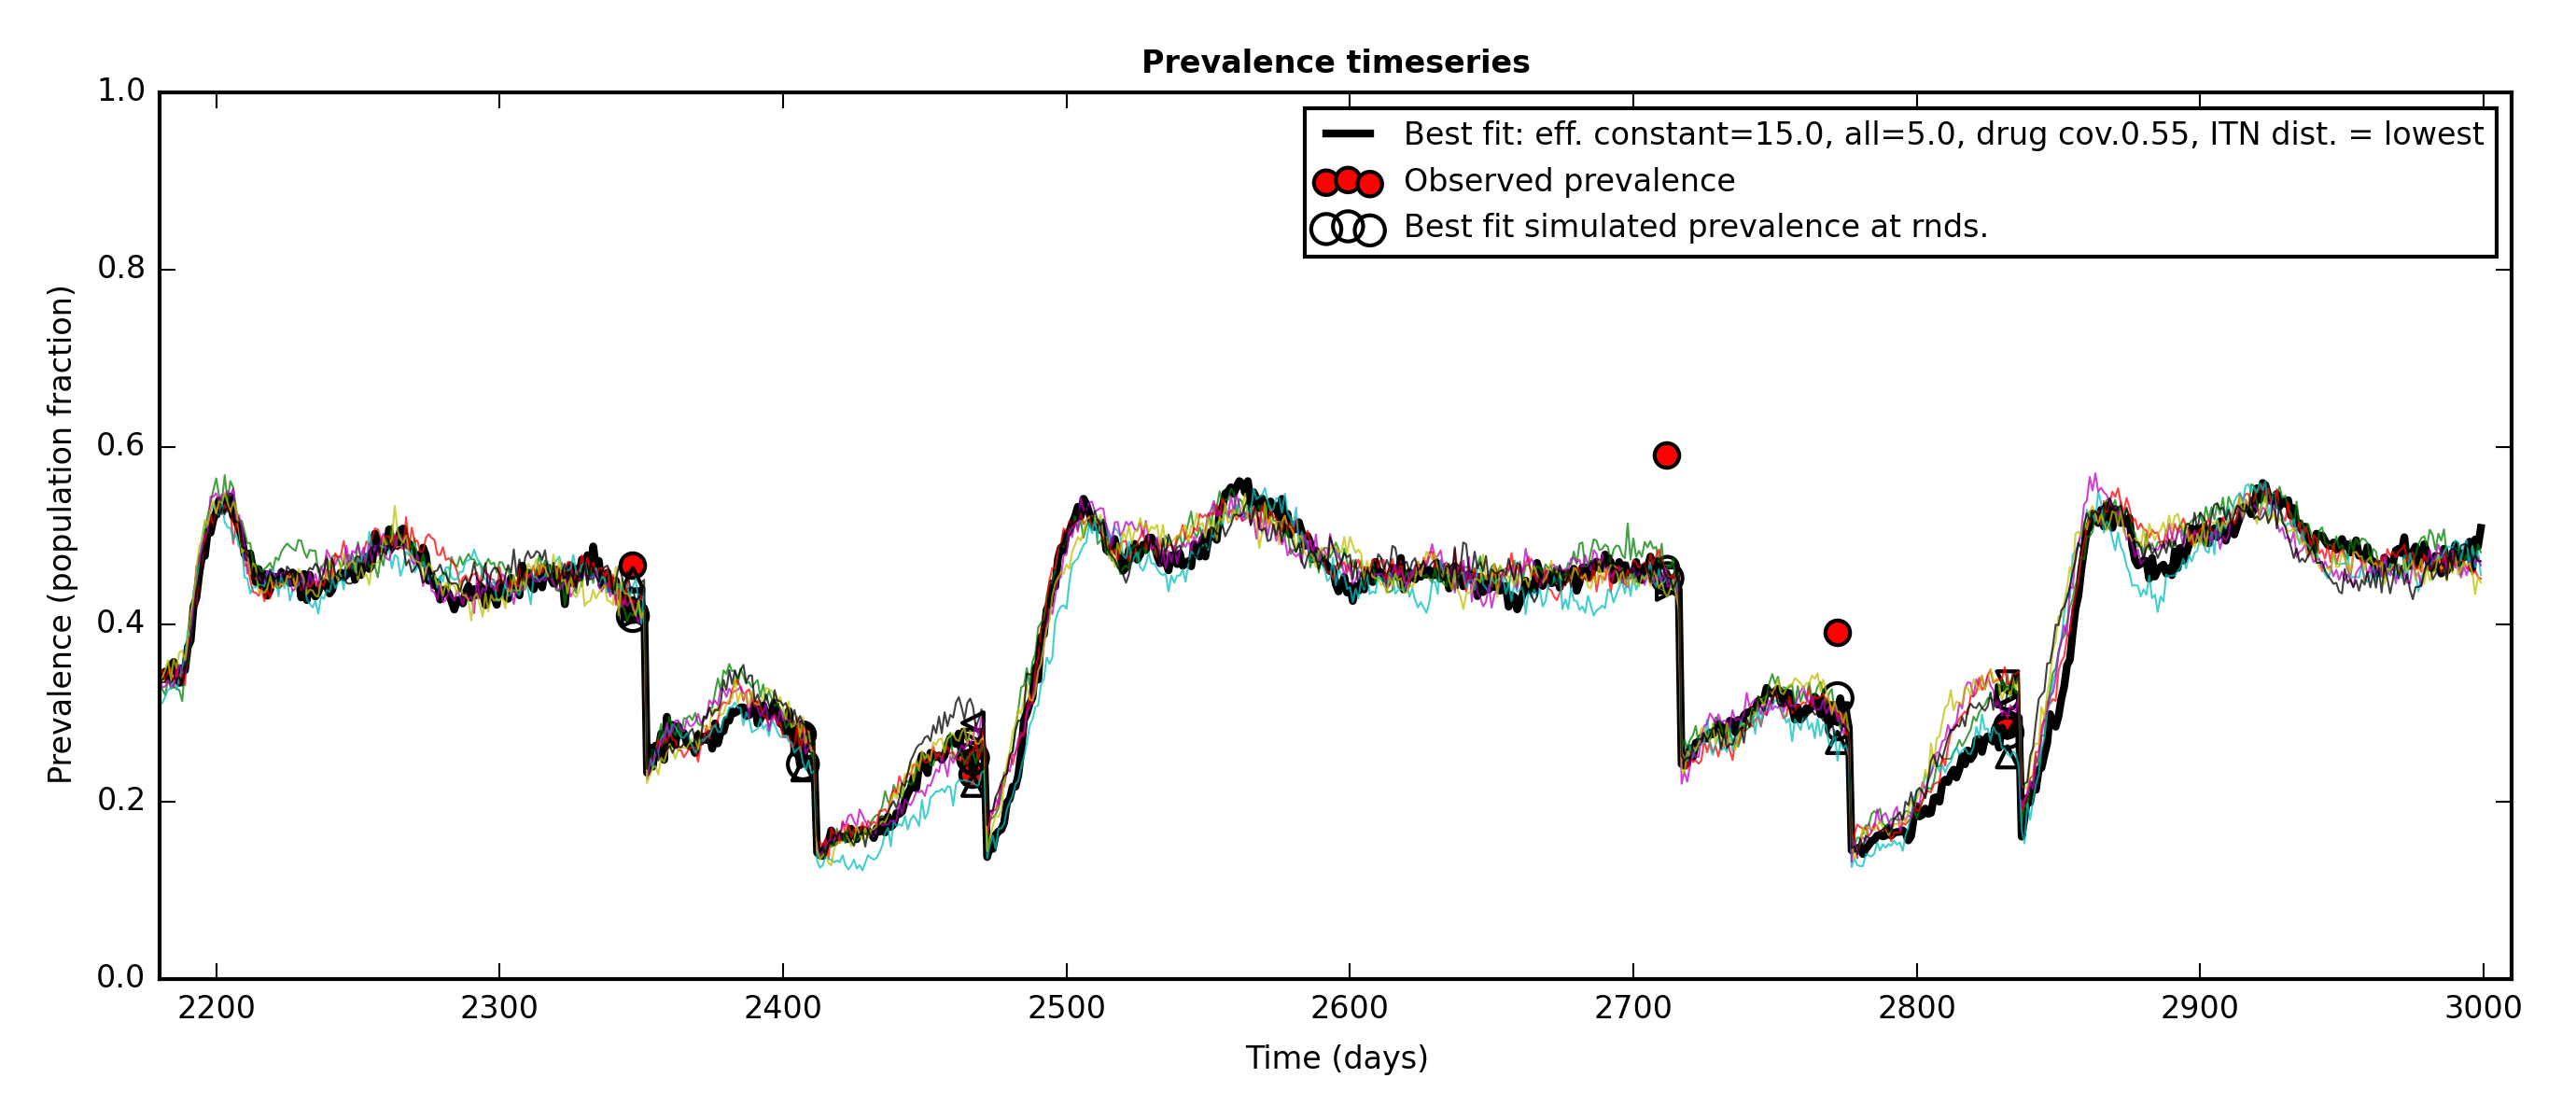 Prevalence timeseries
Best fit: eff. constant=15.0, all=5.0, drug cov.0.55, ITN dist. = lowest
Observed prevalence
Best fit simulated prevalence at rnds.
Prevalence (population fraction)
1.0
0.8
0.6
0.4
0.2
0.0
2200 2300 2400 2500 2600 2700 2800 2900 3000
Time (days)